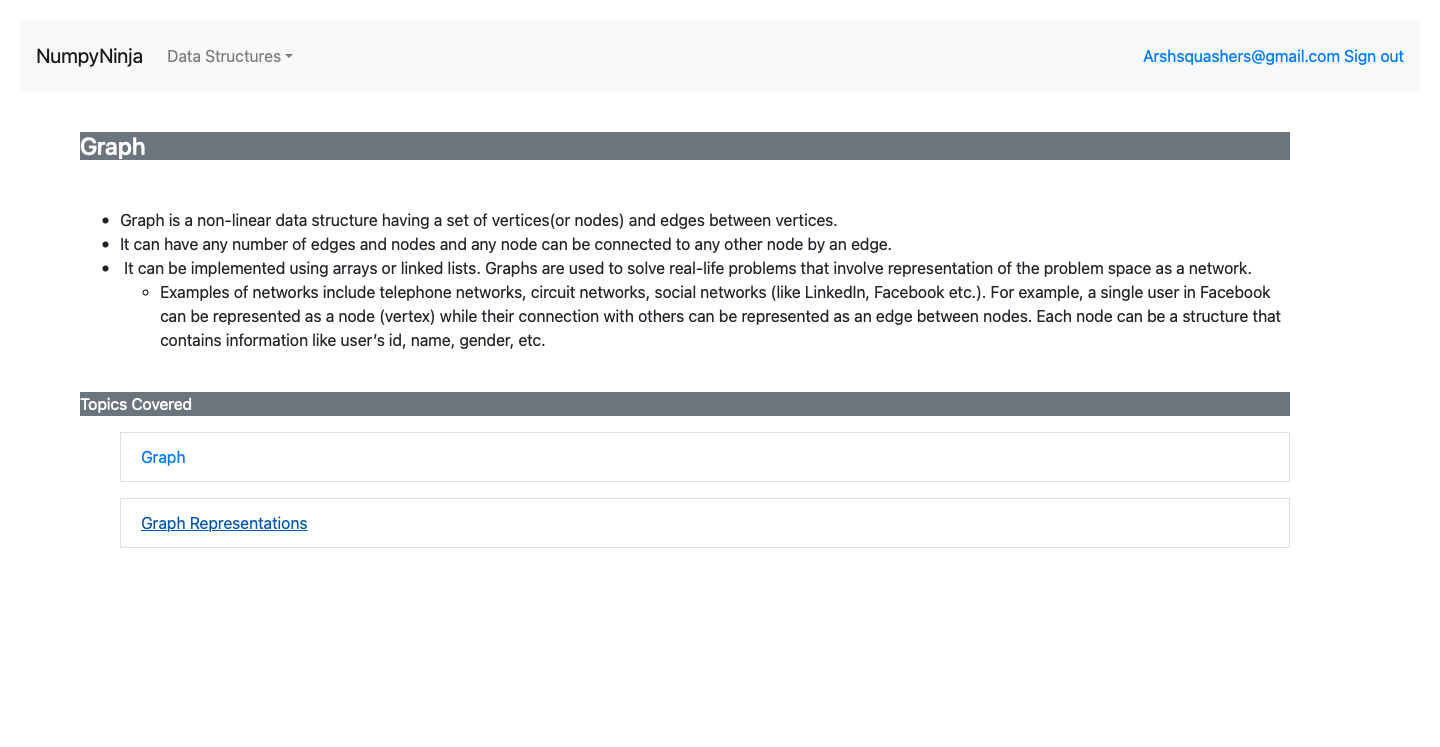 NumpyNinja Data Structures Arshsquashers@gmail.com Sign out
Graph
Graph is a non-linear data structure having a set of vertices(or nodes) and edges between vertices.
It can have any number of edges and nodes and any node can be connected to any other node by an edge.
It can be implemented using arrays or linked lists. Graphs are used to solve real-life problems that involve representation of the problem space as a network.
Examples of networks include telephone networks, circuit networks, social networks (like LinkedIn, Facebook etc.). For example, a single user in Facebook
can be represented as a node (vertex) while their connection with others can be represented as an edge between nodes. Each node can be a structure that
contains information like user’s id, name, gender, etc.
Topics Covered
Graph
Graph Representations